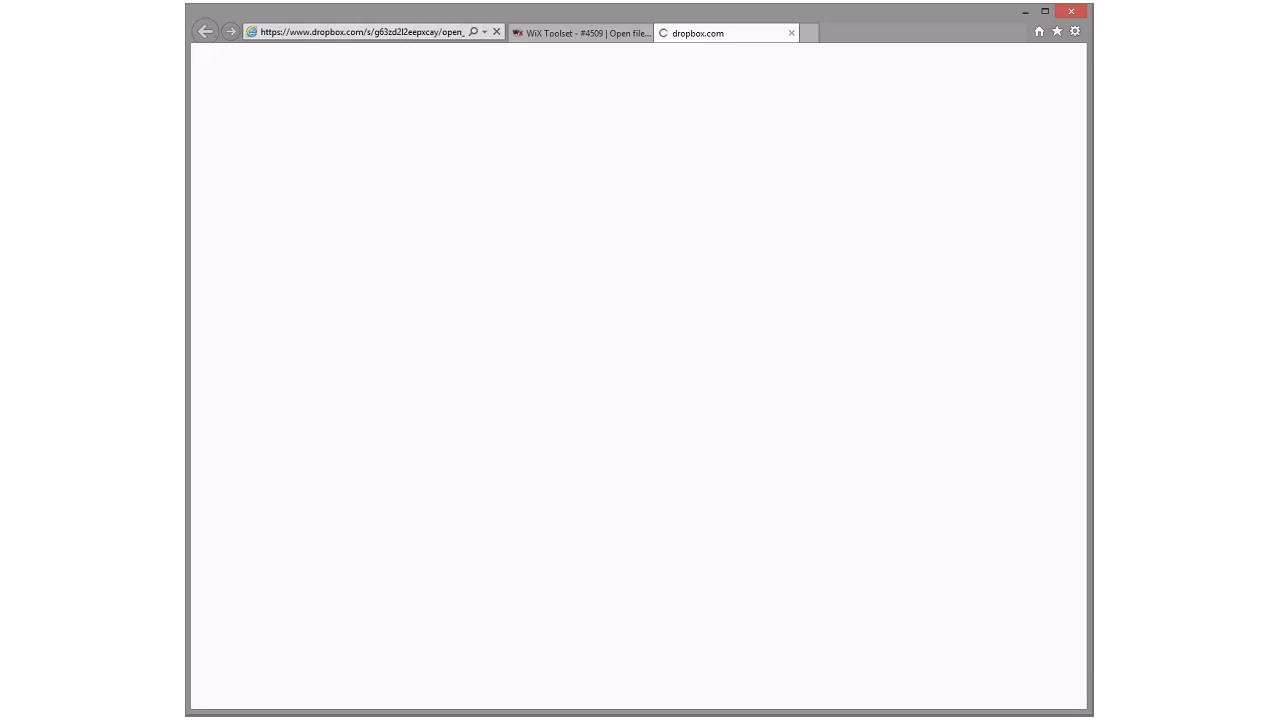 https://www.dropbox.com/s/g63zd2l2eepxcay/open_
WiX Toolset - #4509 | Open file...
dropbox.com